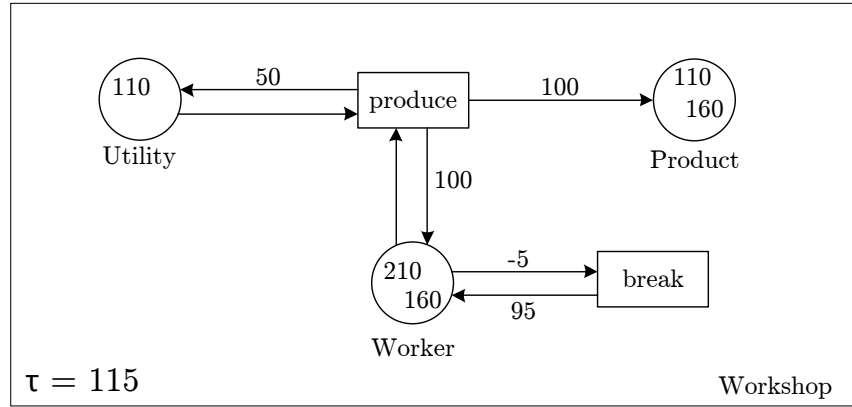 110
50
produce
100
110
160
Utility
Product
100
210
160
-5
95
break
Worker
τ = 115
Workshop